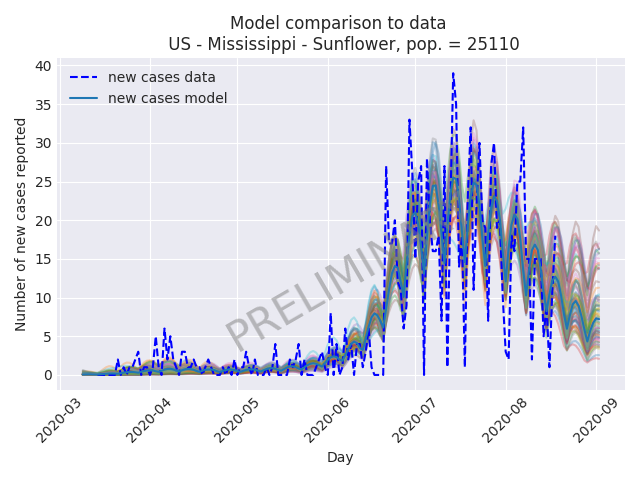 Model comparison to data
US - Mississippi - Sunflower, pop. = 25110
new cases data
new cases model
Number of new cases reported
40
35
30
25
20
15
10
5
0
2020-03
2020-04
2020-05
2020-06
2020-07
2020-08
2020-09
Day